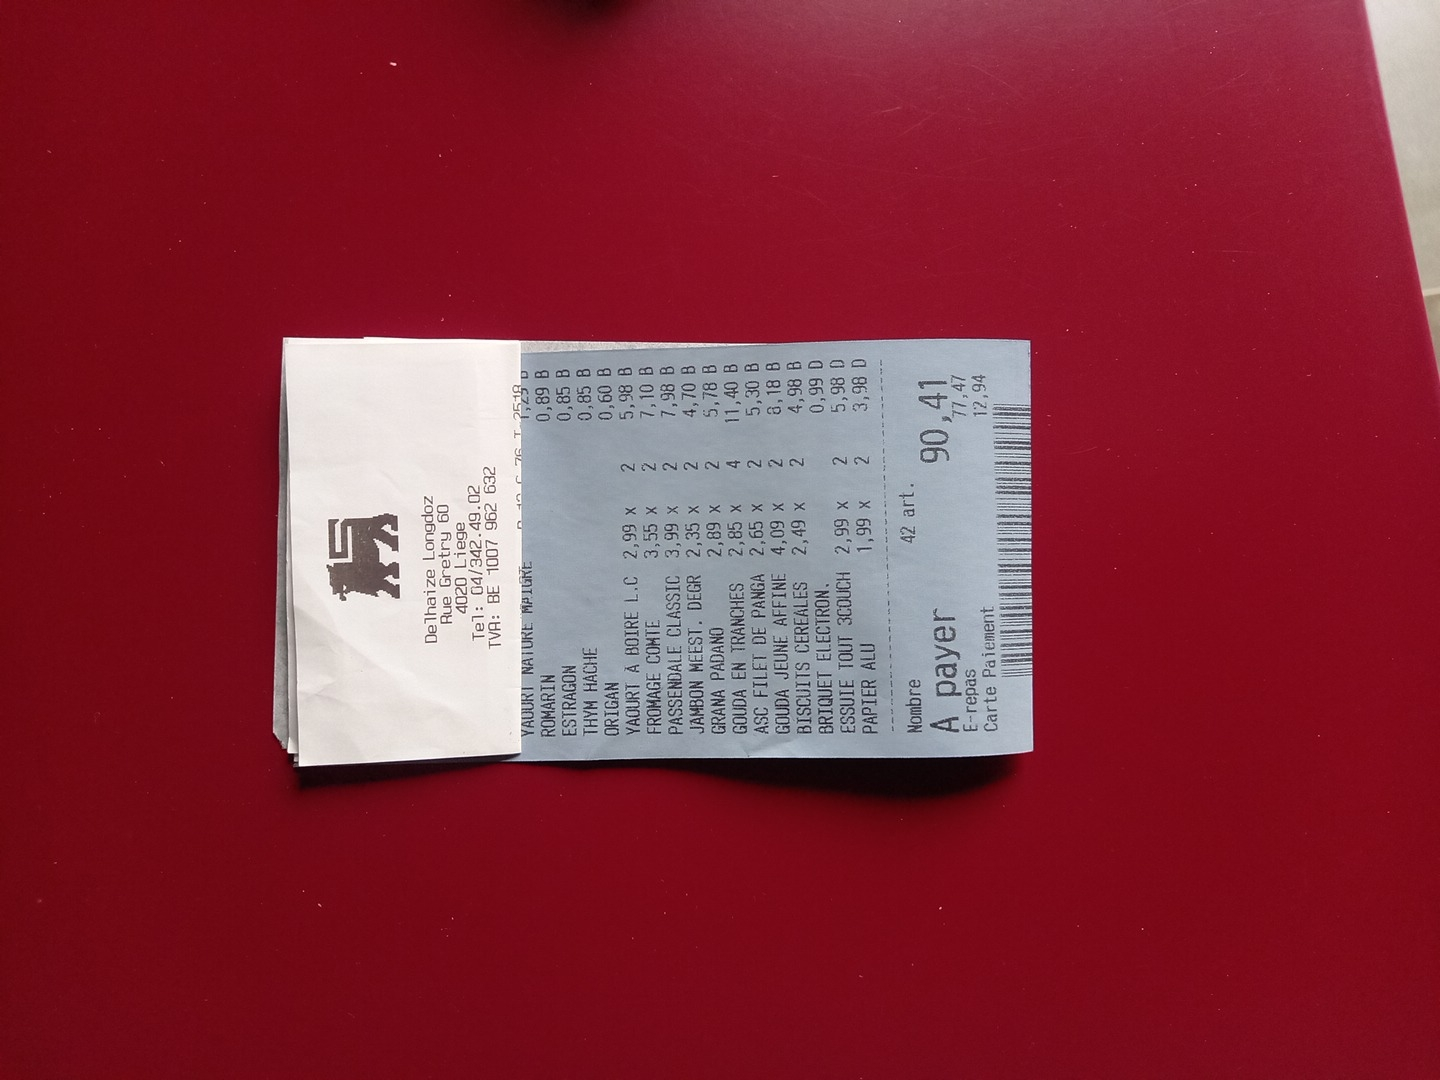 Delhaize Longdoz
Rue Gretry 60
4020 Liege
Tel: 04/342.49.02
TVA: BE 1007 962 632
YAOURT NATURE MAIGRE 1,29 B
ROMARIN 0,89 B
ESTRAGON 0,85 B
THYM HACHE 0,85 B
ORIGAN 0,60 B
YAOURT À BOIRE L.C 2,99 x 2 5,98 B
FROMAGE COMTE 3,55 x 2 7,10 B
PASSENDALE CLASSIC 3,99 x 2 7,98 B
JAMBON MEEST. DEGR 2,35 x 2 4,70 B
GRANA PADANO 2,89 x 2 5,78 B
GOUDA EN TRANCHES 2,85 x 4 11,40 B
ASC FILET DE PANGA 2,65 x 2 5,30 B
GOUDA JEUNE AFFINE 4,09 x 2 8,18 B
BISCUITS CEREALES 2,49 x 2 4,98 B
BRIQUET ELECTRON. 0,99 D
ESSUIE TOUT 3COUCH 2,99 x 2 5,98 D
PAPIER ALU 1,99 x 2 3,98 D
Nombre 42 art.
A payer 90,41
E-repas 77,47
Carte Paiement 12,94